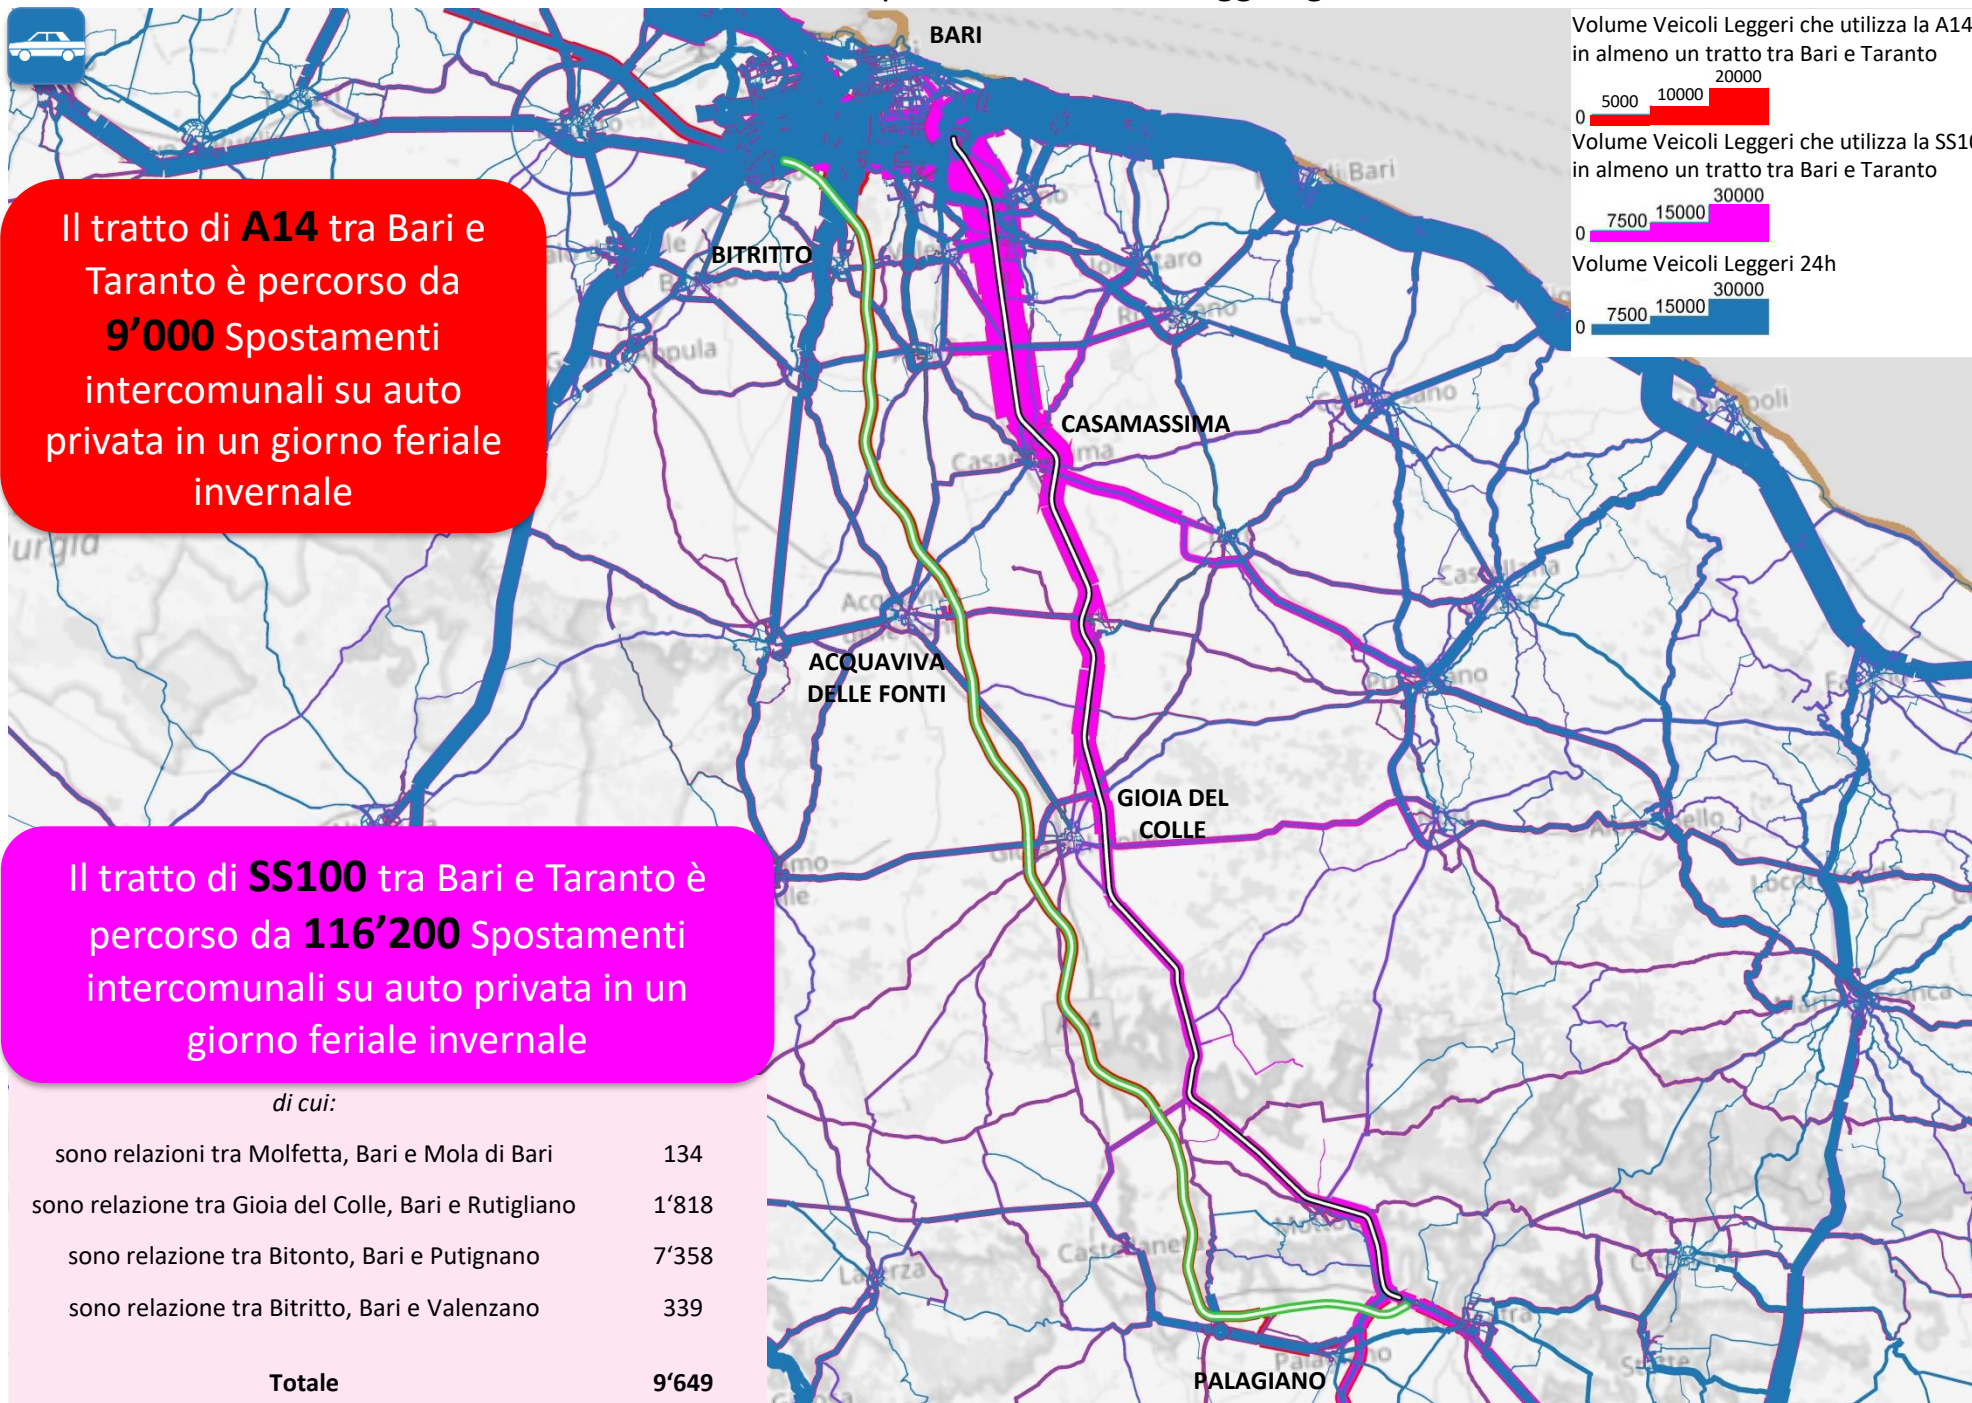 BARI
Volume Veicoli Leggeri che utilizza la A14
in almeno un tratto tra Bari e Taranto
20000
10000
5000
0
Volume Veicoli Leggeri che utilizza la SS10
in almeno un tratto tra Bari e Taranto
30000
15000
7500
0
Volume Veicoli Leggeri 24h
30000
15000
7500
0
Il tratto di A14 tra Bari e
Taranto è percorso da
9’000 Spostamenti
intercomunali su auto
privata in un giorno feriale
invernale
BITRITTO
CASAMASSIMA
ACQUAVIVA
DELLE FONTI
GIOIA DEL
COLLE
Il tratto di SS100 tra Bari e Taranto è
percorso da 116’200 Spostamenti
intercomunali su auto privata in un
giorno feriale invernale
di cui:
sono relazioni tra Molfetta, Bari e Mola di Bari 134
sono relazione tra Gioia del Colle, Bari e Rutigliano 1‘818
sono relazione tra Bitonto, Bari e Putignano 7‘358
sono relazione tra Bitritto, Bari e Valenzano 339
Totale 9‘649
PALAGIANO